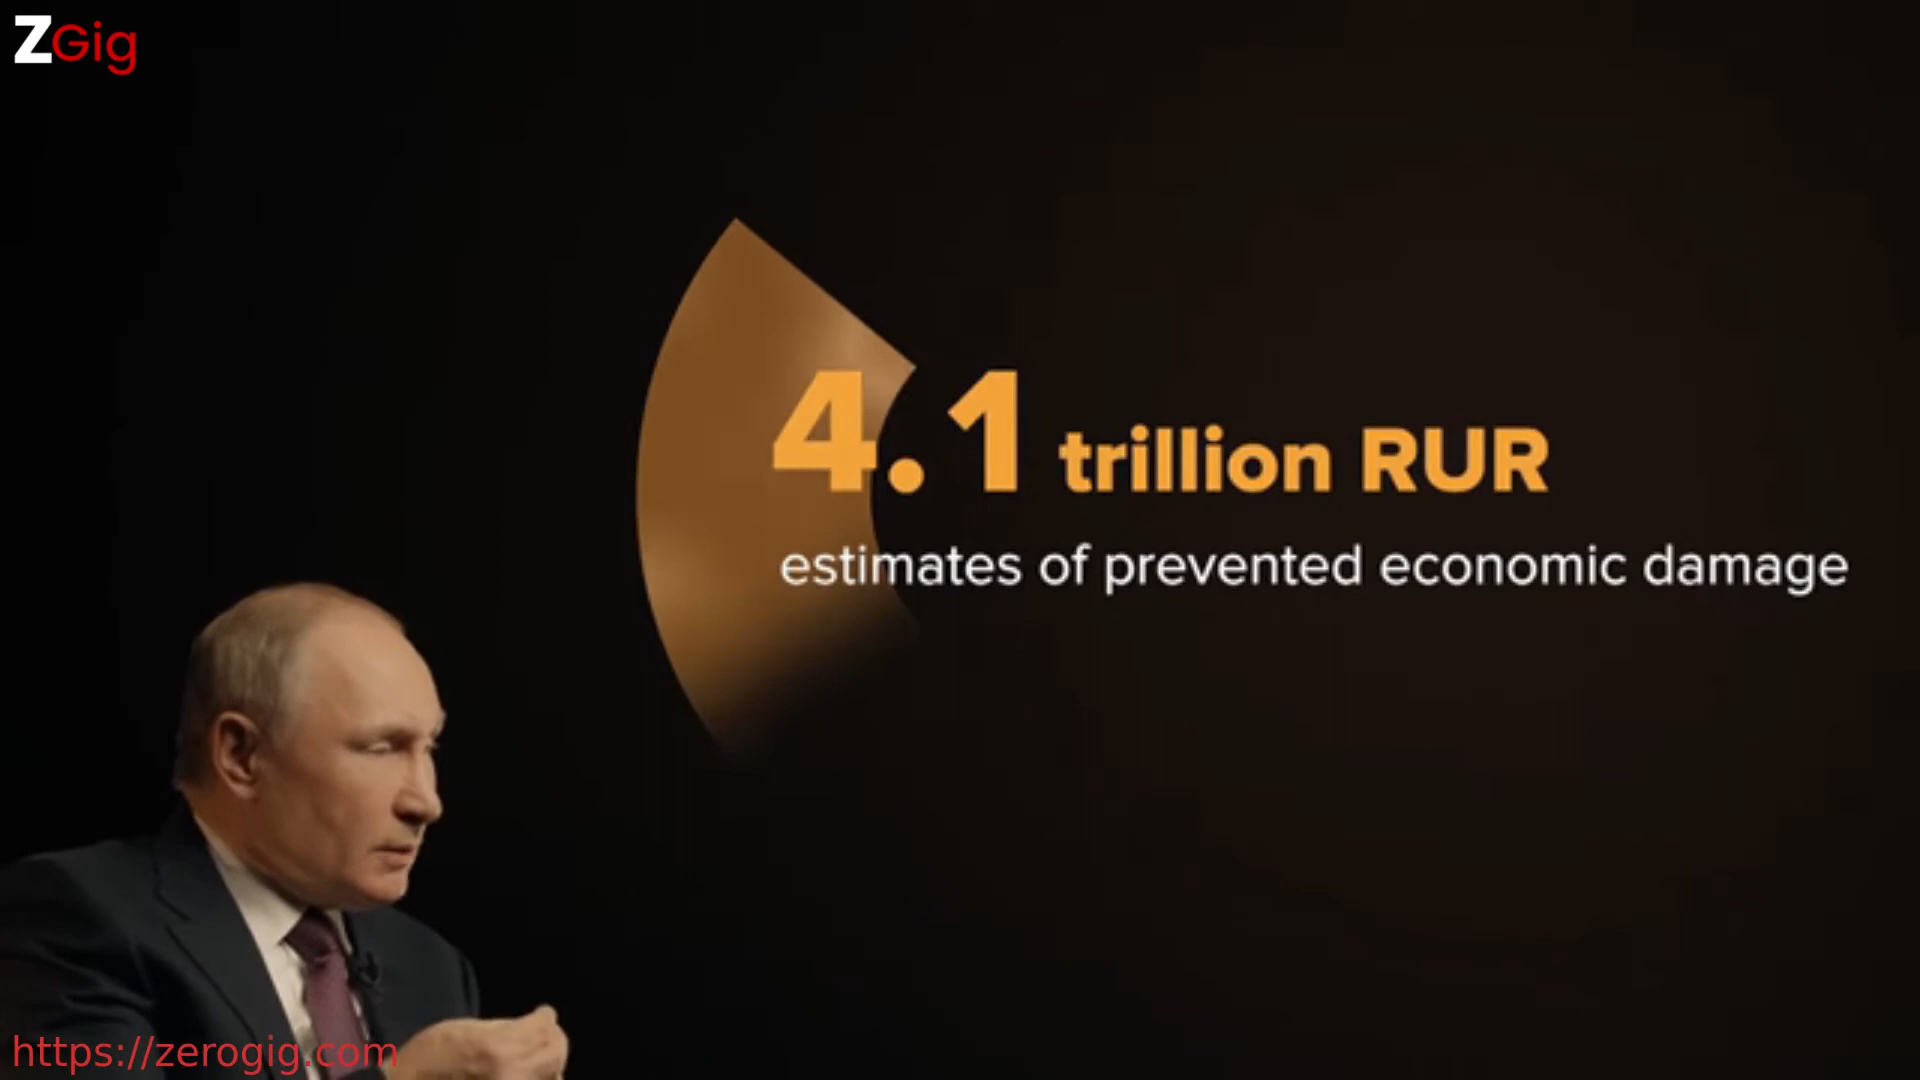 ZGig
4.1 trillion RUR
estimates of prevented economic damage
https://zerogig.com